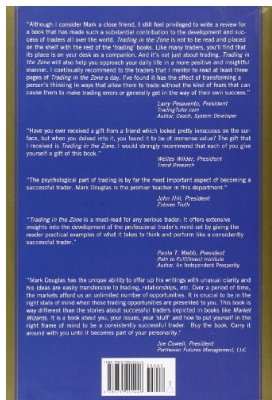 "Although I consider Mark a close friend, I still feel privileged to write a review for
a book that has made such a substantial contribution to the development and suc-
cess of traders all over the world. Trading in the Zone is not to be read and placed
on the shelf with the rest of the 'trading' books. Like many traders, you'll find that
its place is on your desk as a companion. And it's not just about trading. Trading in
the Zone will also help you approach your daily life in a more positive and insightful
manner. I continually recommend to the traders that I mentor to read at least three
pages of Trading in the Zone a day. I've found it has the effect of transforming a
person's thinking in ways that allow them to trade without the kind of fears that can
cause them to make trading errors or generally get in the way of their own success."
Larry Pesavento, President
TradingTutor.com
Author, Coach, System Developer
"Have you ever received a gift from a friend which looked pretty innocuous on the sur-
face, but when you delved into it, you found it to be of immense value? The gift that
I received is Trading in the Zone. I would strongly recommend that each of you give
yourself a gift of this book."
Welles Wilder, President
Trend Research
"The psychological part of trading is by far the most important aspect of becoming a
successful trader. Mark Douglas is the premier teacher in this department."
John Hill, President
Futures Truth
"Trading in the Zone is a must-read for any serious trader. It offers extensive
insights into the development of the professional trader's mind-set by giving the
reader practical examples of what it takes to think and perform like a consistently
successful trader."
Paula T. Webb, President
Path to Fulfillment Institute
Author, An Independent Prosperity
"Mark Douglas has the unique ability to offer up his writings with unusual clarity and
his ideas are easily transferable to trading, relationships, etc. Over a period of time,
the markets afford us an unlimited number of opportunities. It is crucial to be in the
right state of mind when those trading opportunities are presented to you. This book is
way different than the stories about successful traders depicted in books like Market
Wizards. It is a book about you, your issues, your "stuff" and how to put yourself in the
right frame of mind to be a consistently successful trader. Buy the book. Carry it
around with you until it becomes part of your personality."
Joe Cowell, President
Parthenon Futures Management, LLC